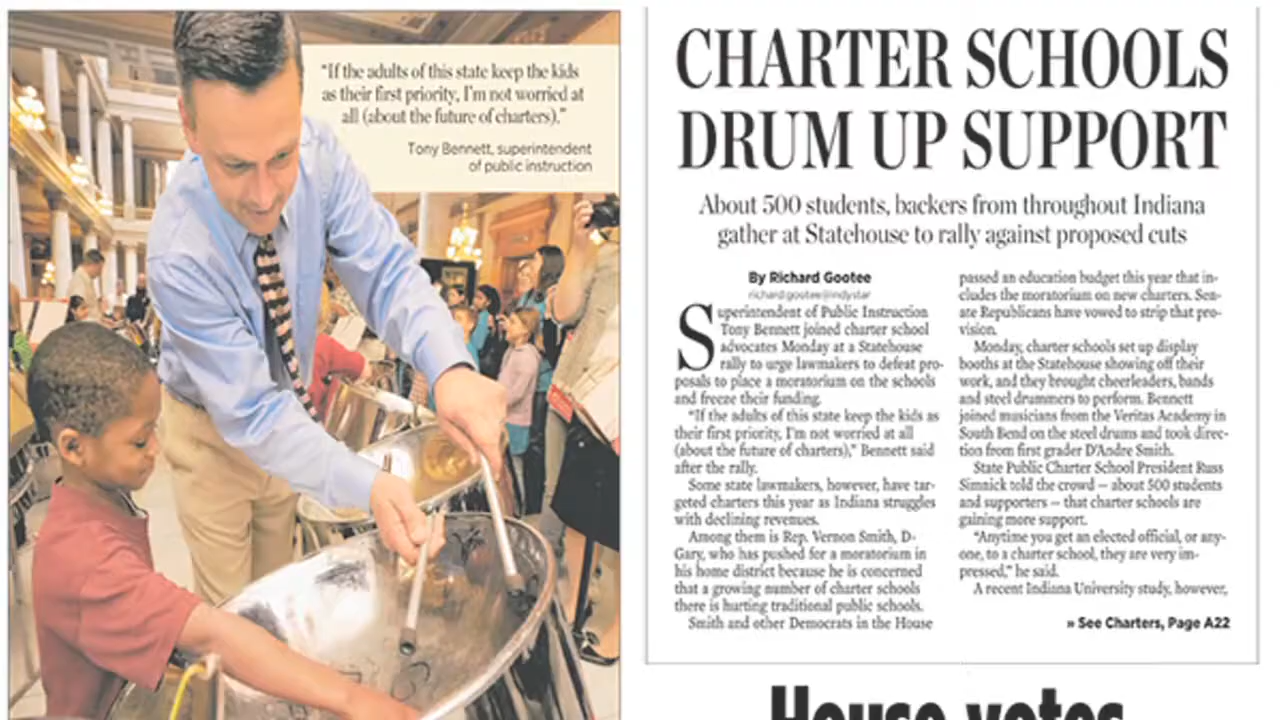 "If the adults of this state keep the kids
as their first priority, I'm not worried at
all (about the future of charters)."
Tony Bennett, superintendent
of public instruction
CHARTER SCHOOLS
DRUM UP SUPPORT
About 500 students, backers from throughout Indiana
gather at Statehouse to rally against proposed cuts
By Richard Gootee
richard.gootee@indystar
Superintendent of Public Instruction
Tony Bennett joined charter school
advocates Monday at a Statehouse
rally to urge lawmakers to defeat pro-
posals to place a moratorium on the schools
and freeze their funding.
"If the adults of this state keep the kids as
their first priority, I'm not worried at all
(about the future of charters)," Bennett said
after the rally.
Some state lawmakers, however, have tar-
geted charters this year as Indiana struggles
with declining revenues.
Among them is Rep. Vernon Smith, D-
Gary, who has pushed for a moratorium in
his home district because he is concerned
that a growing number of charter schools
there is hurting traditional public schools.
Smith and other Democrats in the House
passed an education budget this year that in-
cludes the moratorium on new charters. Sen-
ate Republicans have vowed to strip that pro-
vision.
Monday, charter schools set up display
booths at the Statehouse showing off their
work, and they brought cheerleaders, bands
and steel drummers to perform. Bennett
joined musicians from the Veritas Academy in
South Bend on the steel drums and took direc-
tion from first grader D'Andre Smith.
State Public Charter School President Russ
Simnick told the crowd — about 500 students
and supporters — that charter schools are
gaining more support.
"Anytime you get an elected official, or any-
one, to a charter school, they are very im-
pressed," he said.
A recent Indiana University study, however,
» See Charters, Page A22
House votes